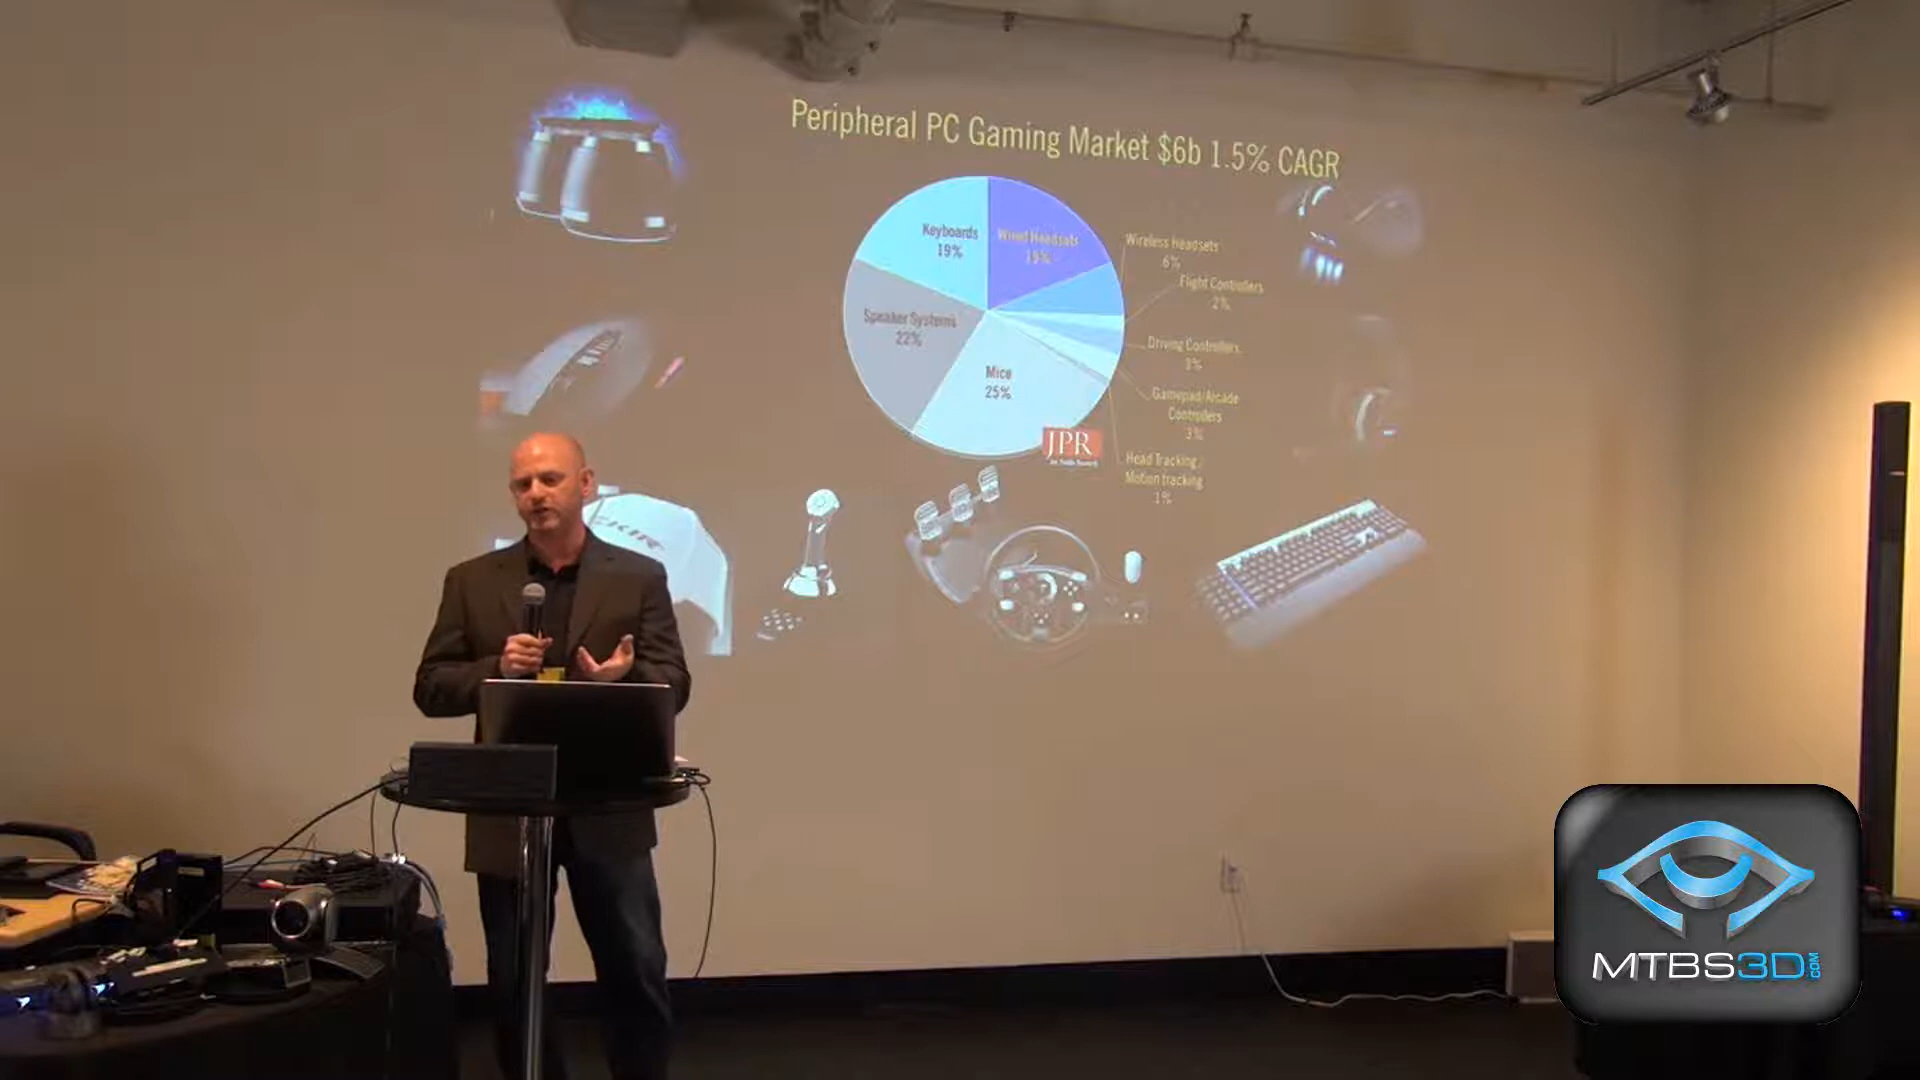 Peripheral PC Gaming Market $6b 1.5% CAGR
Keyboards
19%
Wired Headsets
19%
Wireless Headsets
6%
Flight Controllers
2%
Speaker Systems
22%
Driving Controllers
3%
Mice
25%
Gamepad/Arcade
Controllers
3%
JPR
Head Tracking/
Motion tracking
1%
MTBS3D.COM